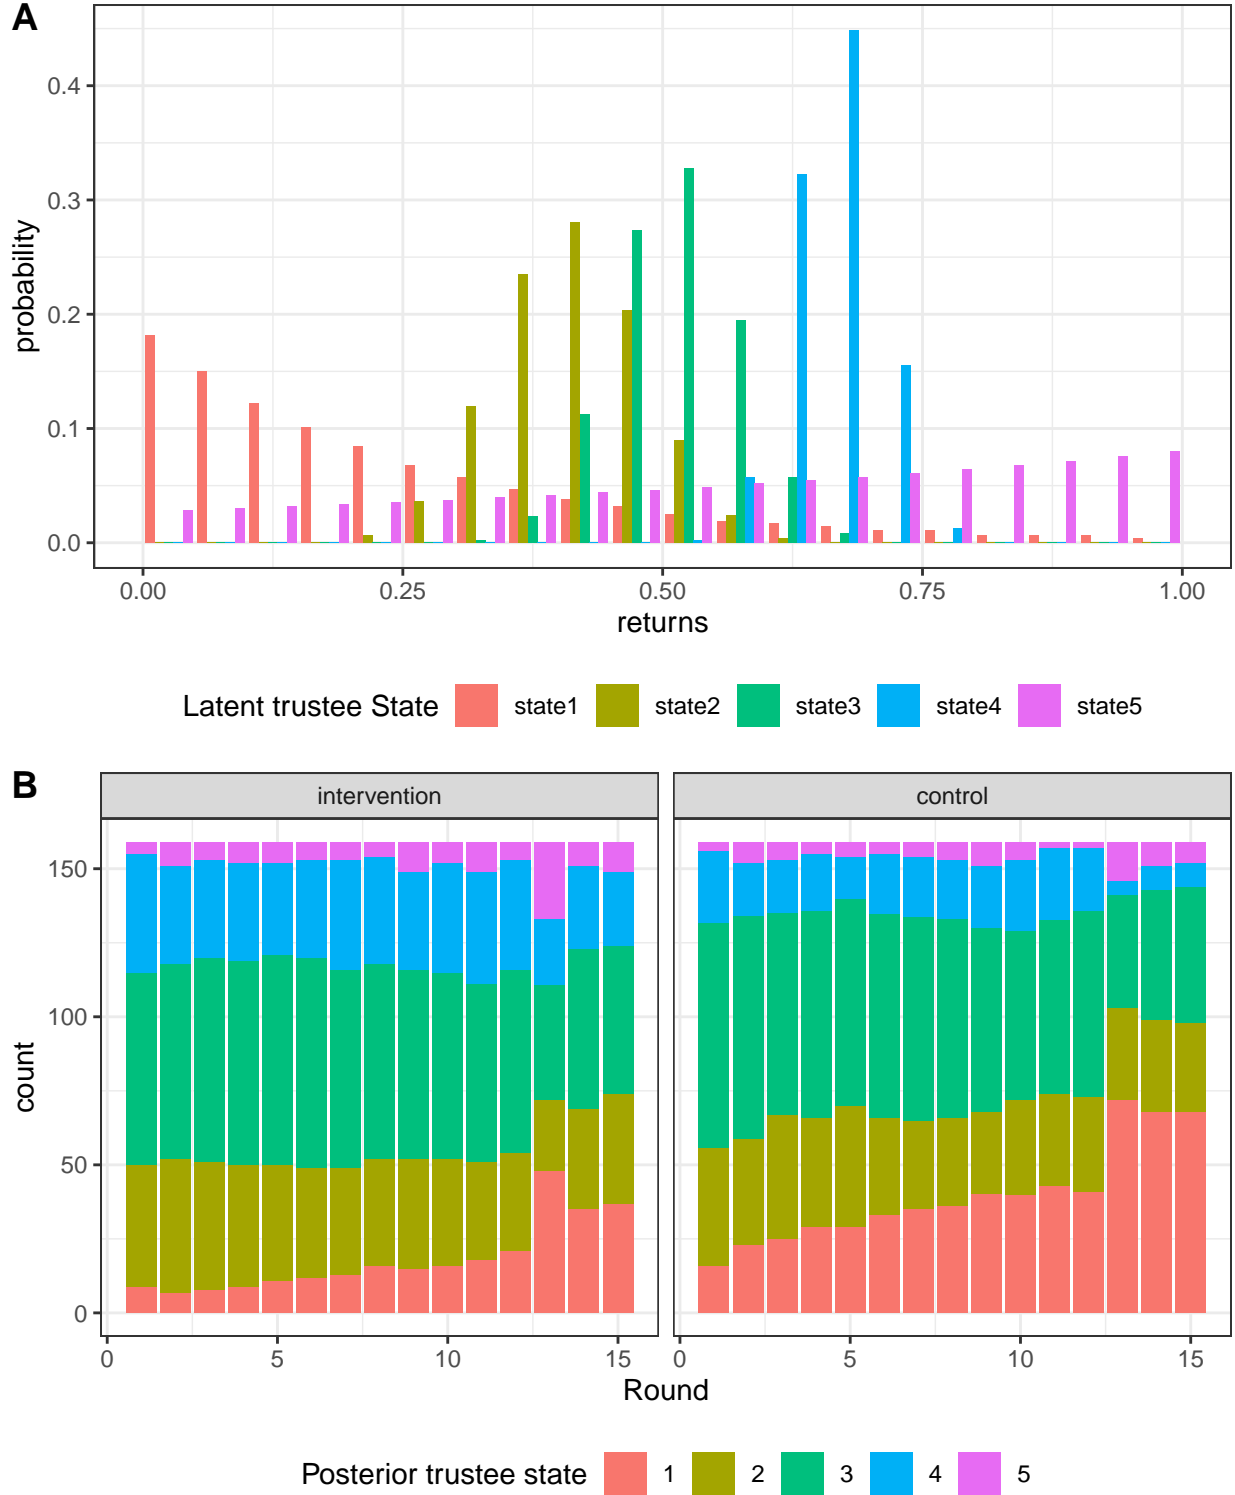 A
0.4
0.3
0.2
0.1
0.0
probability
0.00 0.25 0.50 0.75 1.00
returns
Latent trustee State state1 state2 state3 state4 state5
B
intervention control
150
100
50
0
count
0 5 10 15 0 5 10 15
Round
Posterior trustee state 1 2 3 4 5